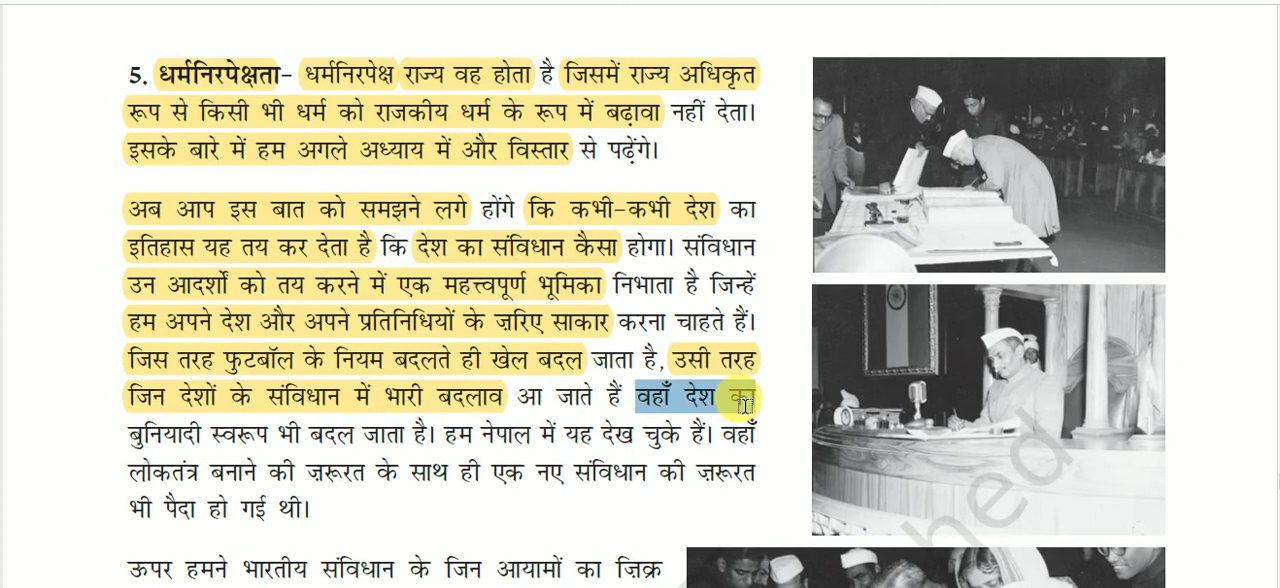 5. धर्मनिरपेक्षता– धर्मनिरपेक्ष राज्य वह होता है जिसमें राज्य अधिकृत
रूप से किसी भी धर्म को राजकीय धर्म के रूप में बढ़ावा नहीं देता।
इसके बारे में हम अगले अध्याय में और विस्तार से पढ़ेंगे।
अब आप इस बात को समझने लगे होंगे कि कभी-कभी देश का
इतिहास यह तय कर देता है कि देश का संविधान कैसा होगा। संविधान
उन आदर्शों को तय करने में एक महत्त्वपूर्ण भूमिका निभाता है जिन्हें
हम अपने देश और अपने प्रतिनिधियों के ज़रिए साकार करना चाहते हैं।
जिस तरह फुटबॉल के नियम बदलते ही खेल बदल जाता है, उसी तरह
जिन देशों के संविधान में भारी बदलाव आ जाते हैं वहाँ देश का
बुनियादी स्वरूप भी बदल जाता है। हम नेपाल में यह देख चुके हैं। वहाँ
लोकतंत्र बनाने की ज़रूरत के साथ ही एक नए संविधान की ज़रूरत
भी पैदा हो गई थी।
ऊपर हमने भारतीय संविधान के जिन आयामों का ज़िक्र